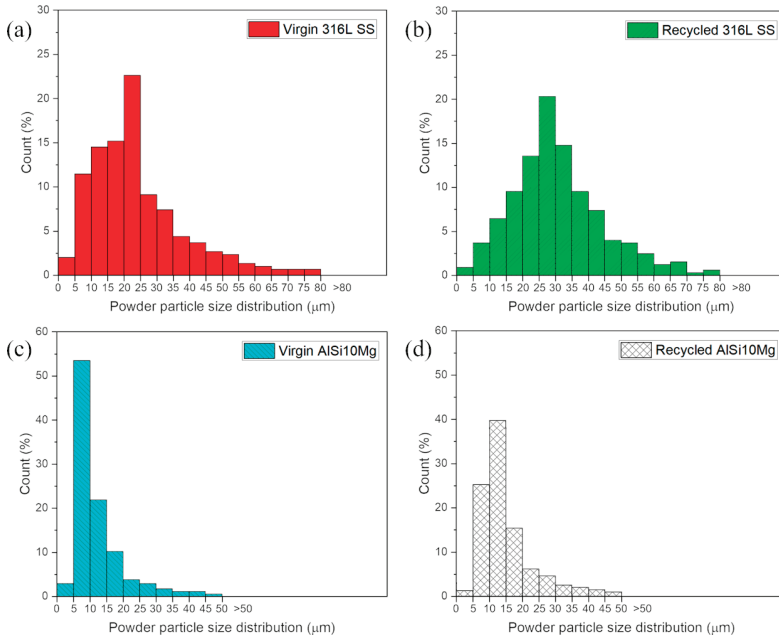 (a)
Virgin 316L SS
30
25
20
15
10
5
0
Count (%)
0 5 10 15 20 25 30 35 40 45 50 55 60 65 70 75 80 >80
Powder particle size distribution (μm)
(b)
Recycled 316L SS
30
25
20
15
10
5
0
Count (%)
0 5 10 15 20 25 30 35 40 45 50 55 60 65 70 75 80 >80
Powder particle size distribution (μm)
(c)
Virgin AlSi10Mg
60
50
40
30
20
10
0
Count (%)
0 5 10 15 20 25 30 35 40 45 50 >50
Powder particle size distribution (μm)
(d)
Recycled AlSi10Mg
60
50
40
30
20
10
0
Count (%)
0 5 10 15 20 25 30 35 40 45 50 >50
Powder particle size distribution (μm)